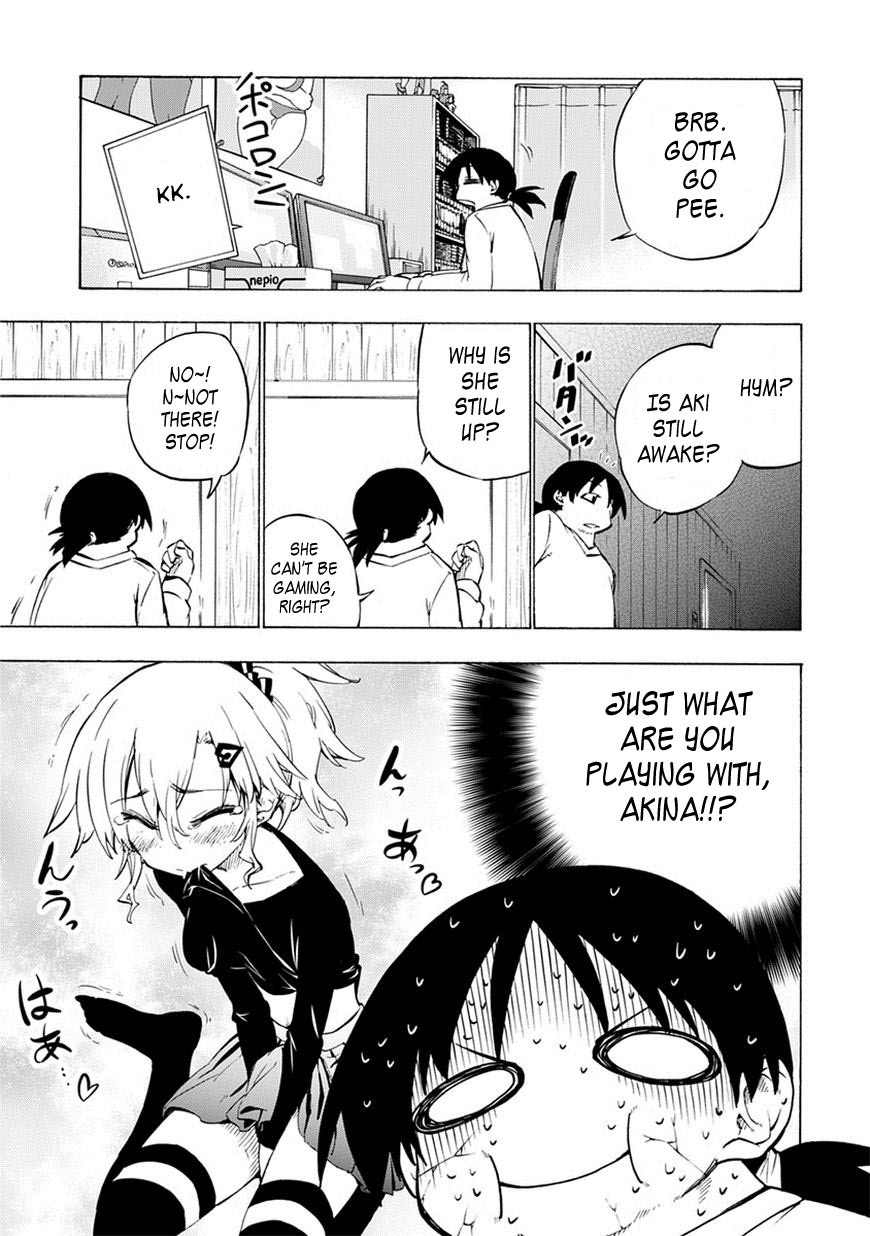 BRB.
GOTTA
GO
PEE.
ポコロン
KK.
nepio
HYM?
IS AKI
STILL
AWAKE?
バタン
WHY IS
SHE
STILL
UP?
SHE
CAN'T BE
GAMING,
RIGHT?
NO~!
N~NOT
THERE!
STOP!
JUST WHAT
ARE YOU
PLAYING WITH,
AKINA!!?
んっ
あっ♡
んうっ
はあ…♡